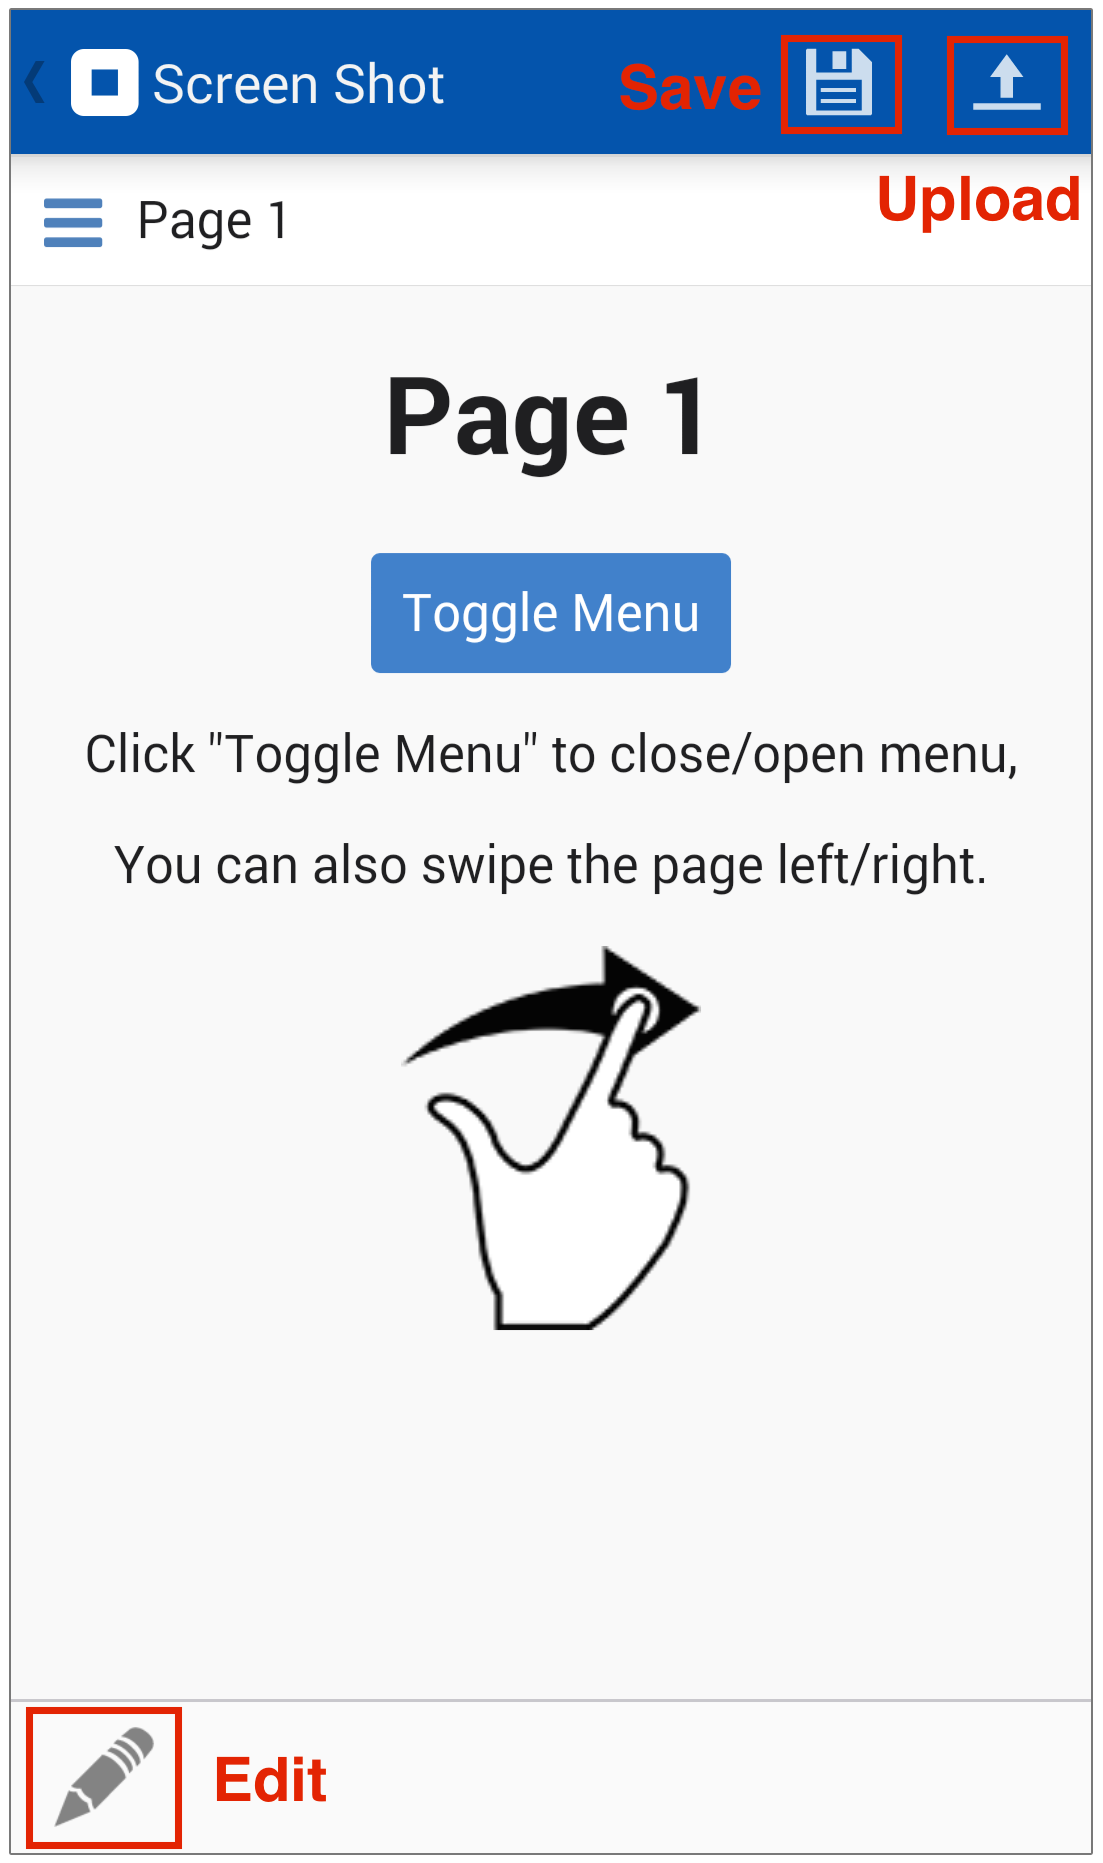 Screen Shot
Save
Upload
Page 1
Page 1
Toggle Menu
Click "Toggle Menu" to close/open menu,
You can also swipe the page left/right.
Edit